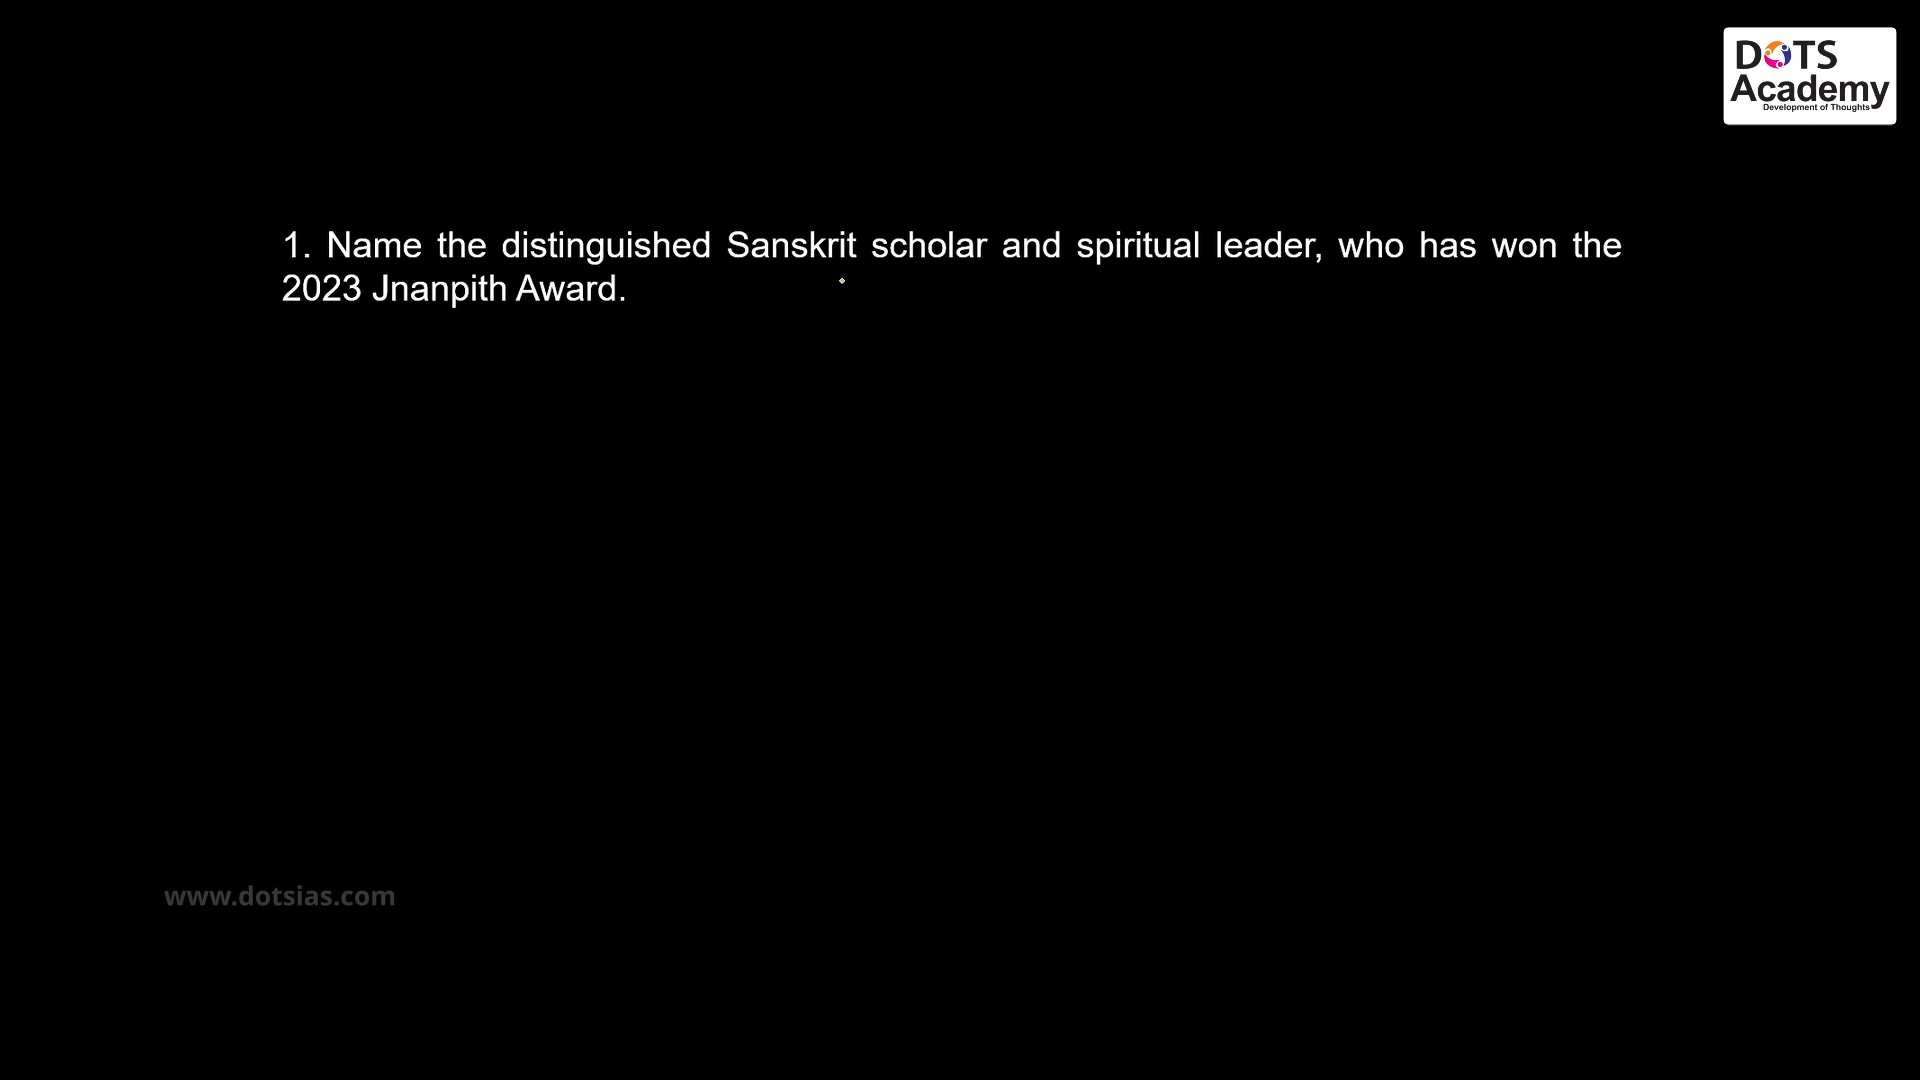 DOTS
Academy
Development of Thoughts
1. Name the distinguished Sanskrit scholar and spiritual leader, who has won the
2023 Jnanpith Award.
www.dotsias.com